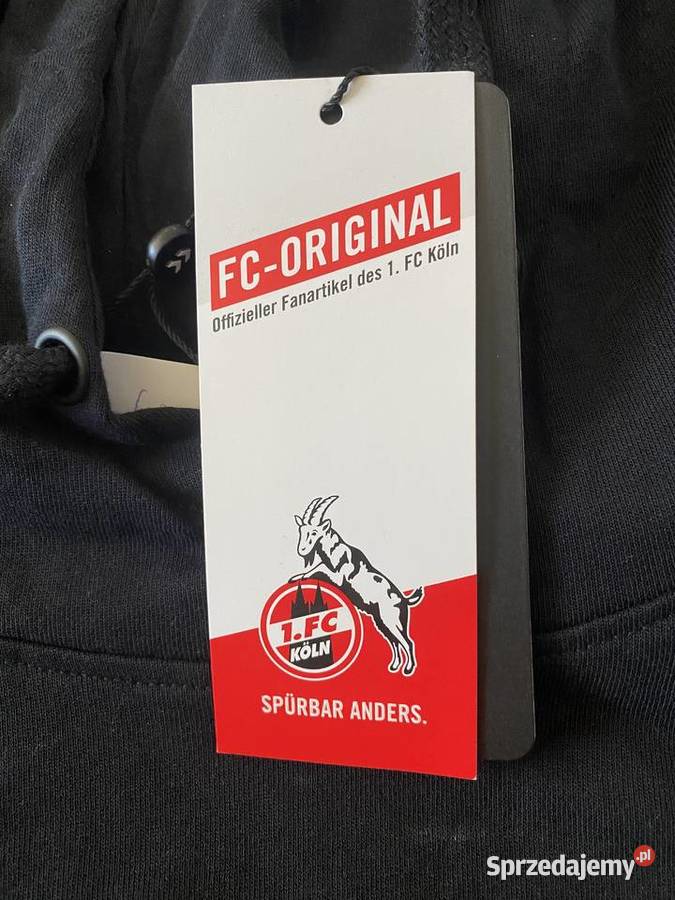 FC-ORIGINAL
Offizieller Fanartikel des 1. FC Köln
1.FC
KÖLN
SPÜRBAR ANDERS.
Sprzedajemy.pl